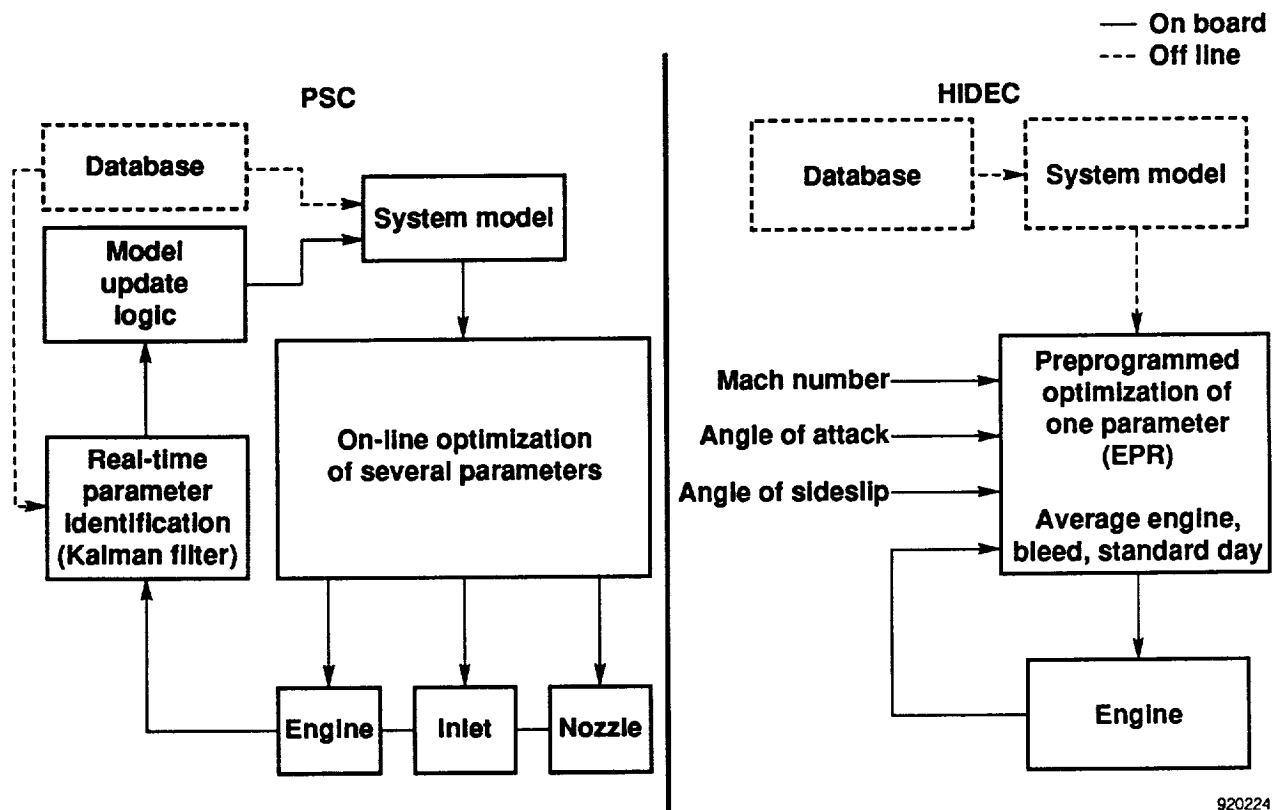 On board
Off line
PSC
Database
System model
Model
update
logic
On-line optimization
of several parameters
Real-time
parameter
identification
(Kalman filter)
Engine
Inlet
Nozzle
HIDEC
Database
System model
Mach number
Angle of attack
Angle of sideslip
Preprogrammed
optimization of
one parameter
(EPR)
Average engine,
bleed, standard day
Engine
920224